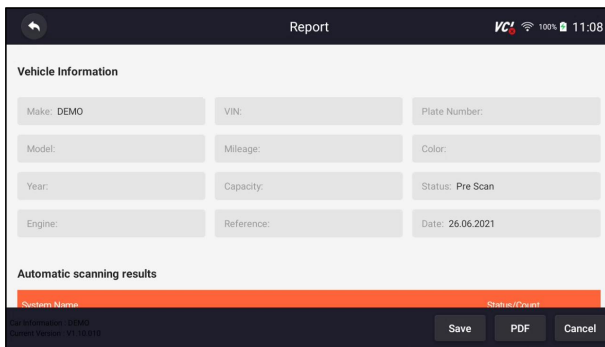 Report
VCI 100% 11:08
Vehicle Information
Make: DEMO VIN: Plate Number:
Model: Mileage: Color:
Year: Capacity: Status: Pre Scan
Engine: Reference: Date: 26.06.2021
Automatic scanning results
System Name Status/Count
Car Information : DEMO
Current Version : V1.10.010
Save PDF Cancel